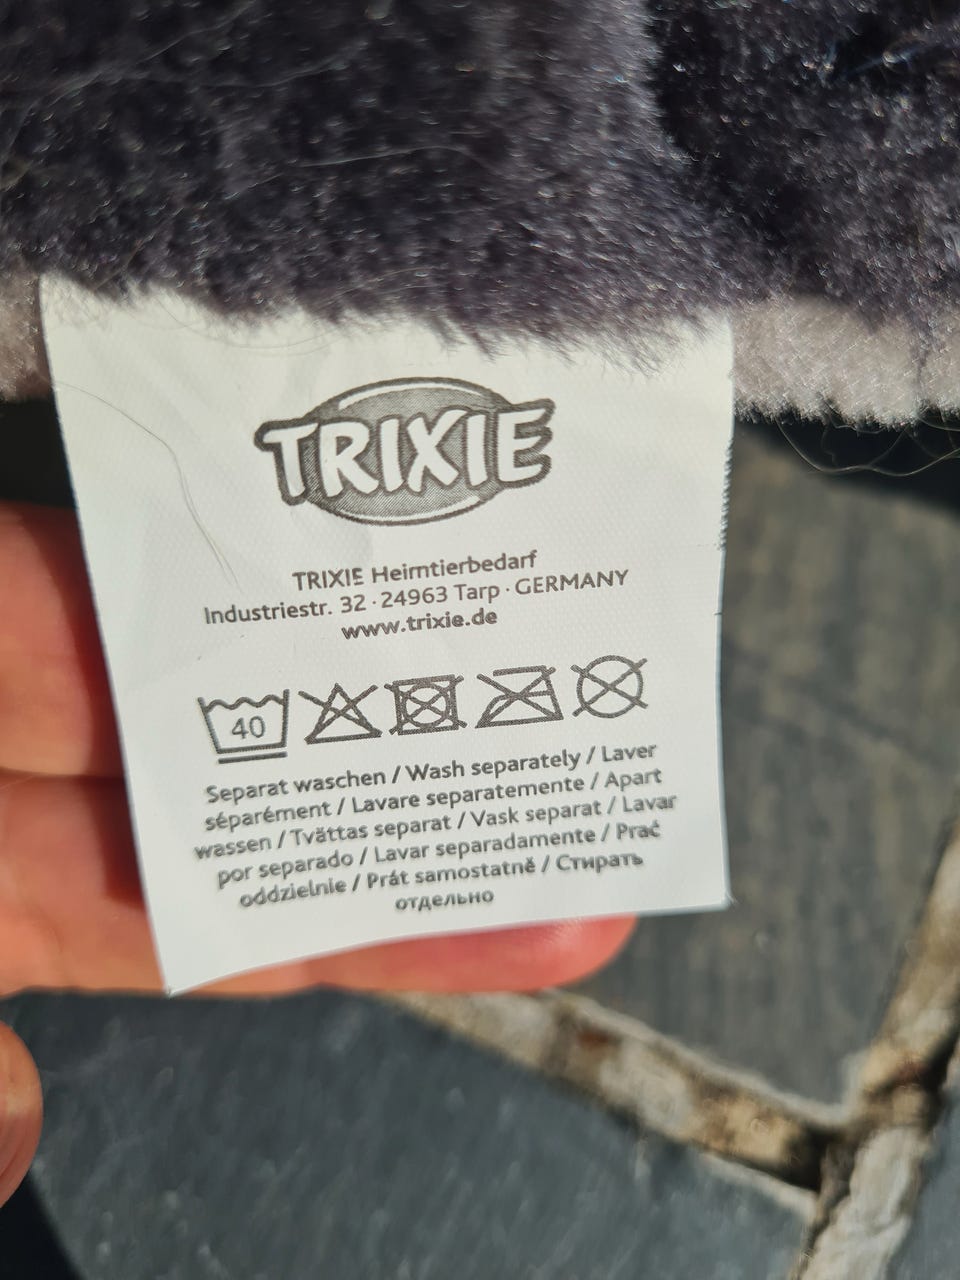 TRIXIE
TRIXIE Heimtierbedarf
Industriestr. 32 · 24963 Tarp · GERMANY
www.trixie.de
40
Separat waschen / Wash separately / Laver
séparément / Lavare separatemente / Apart
wassen / Tvättas separat / Vask separat / Lavar
por separado / Lavar separadamente / Prać
oddzielnie / Prát samostatně / Стирать
отдельно